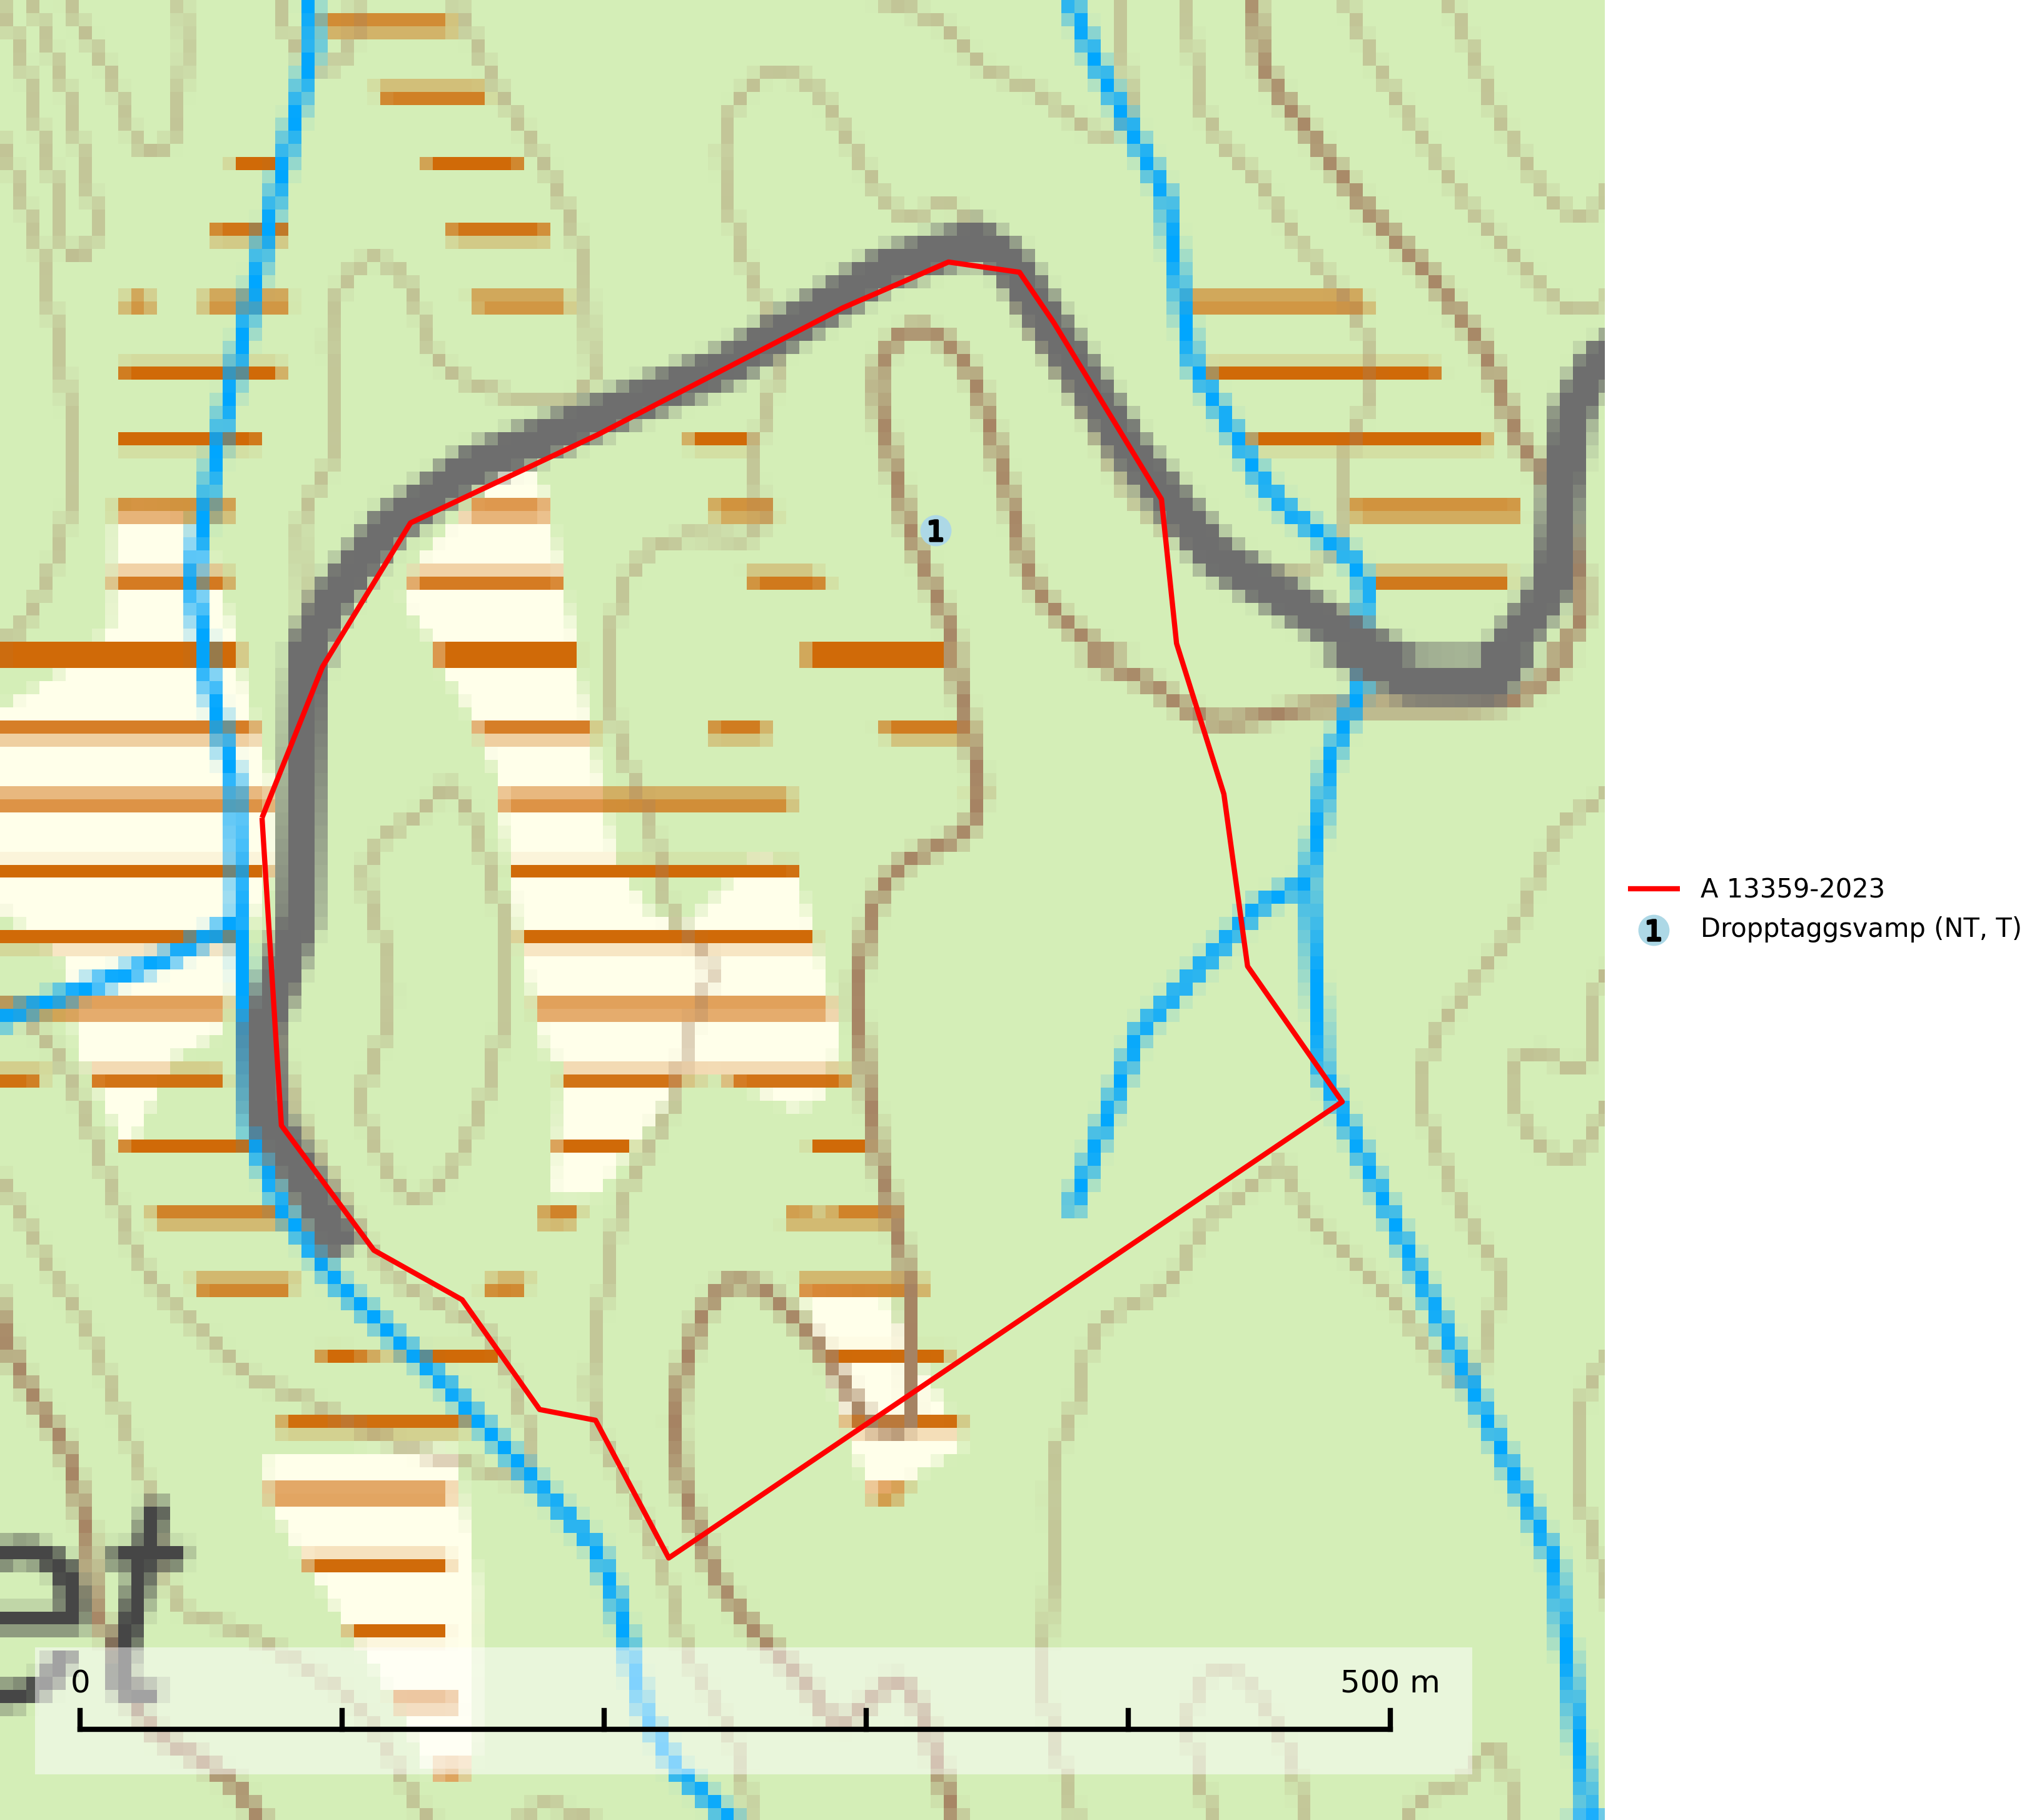 1
A 13359-2023
1 Dropptaggsvamp (NT, T)
0 500 m